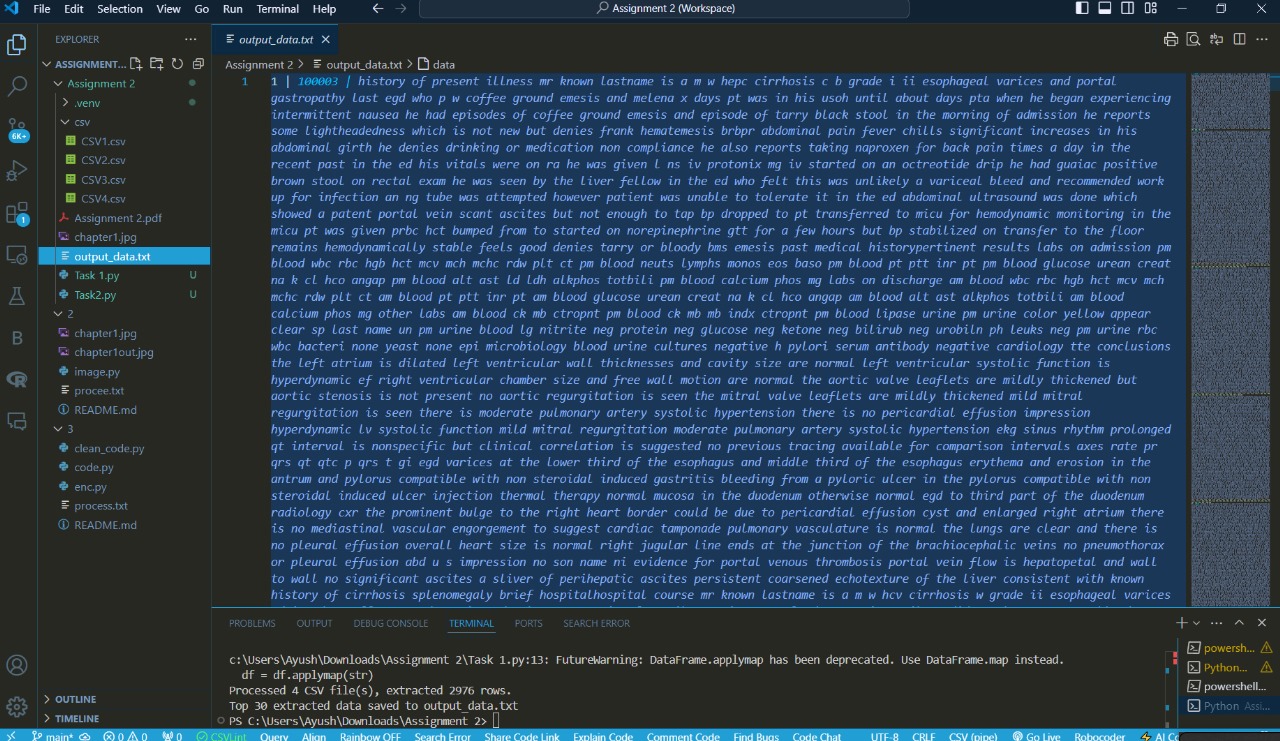 File Edit Selection View Go Run Terminal Help
Assignment 2 (Workspace)
EXPLORER
output_data.txt
ASSIGNMENT...
Assignment 2 > output_data.txt > data
Assignment 2
.venv
csv
CSV1.csv
CSV2.csv
CSV3.csv
CSV4.csv
Assignment 2.pdf
chapter1.jpg
output_data.txt
Task 1.py U
Task2.py U
2
chapter1.jpg
chapter1out.jpg
image.py
procee.txt
README.md
3
clean_code.py
code.py
enc.py
process.txt
README.md
OUTLINE
TIMELINE
6K+
1
1 1 | 100003 | history of present illness mr known lastname is a m w hepc cirrhosis c b grade i ii esophageal varices and portal
gastropathy last egd who p w coffee ground emesis and melena x days pt was in his usoh until about days pta when he began experiencing
intermittent nausea he had episodes of coffee ground emesis and episode of tarry black stool in the morning of admission he reports
some lightheadedness which is not new but denies frank hematemesis brbpr abdominal pain fever chills significant increases in his
abdominal girth he denies drinking or medication non compliance he also reports taking naproxen for back pain times a day in the
recent past in the ed his vitals were on ra he was given l ns iv protonix mg iv started on an octreotide drip he had guaiac positive
brown stool on rectal exam he was seen by the liver fellow in the ed who felt this was unlikely a variceal bleed and recommended work
up for infection an ng tube was attempted however patient was unable to tolerate it in the ed abdominal ultrasound was done which
showed a patent portal vein scant ascites but not enough to tap bp dropped to pt transferred to micu for hemodynamic monitoring in the
micu pt was given prbc hct bumped from to started on norepinephrine gtt for a few hours but bp stabilized on transfer to the floor
remains hemodynamically stable feels good denies tarry or bloody bms emesis past medical historypertinent results labs on admission pm
blood wbc rbc hgb hct mcv mch mchc rdw plt ct pm blood neuts lymphs monos eos baso pm blood pt ptt inr pt pm blood glucose urean creat
na k cl hco angap pm blood alt ast ld ldh alkphos totbili pm blood calcium phos mg labs on discharge am blood wbc rbc hgb hct mcv mch
mchc rdw plt ct am blood pt ptt inr pt am blood glucose urean creat na k cl hco angap am blood alt ast alkphos totbili am blood
calcium phos mg other labs am blood ck mb ctropnt pm blood ck mb mb indx ctropnt pm blood lipase urine pm urine color yellow appear
clear sp last name un pm urine blood lg nitrite neg protein neg glucose neg ketone neg bilirub neg urobiln ph leuks neg pm urine rbc
wbc bacteri none yeast none epi microbiology blood urine cultures negative h pylori serum antibody negative cardiology tte conclusions
the left atrium is dilated left ventricular wall thicknesses and cavity size are normal left ventricular systolic function is
hyperdynamic ef right ventricular chamber size and free wall motion are normal the aortic valve leaflets are mildly thickened but
aortic stenosis is not present no aortic regurgitation is seen the mitral valve leaflets are mildly thickened mild mitral
regurgitation is seen there is moderate pulmonary artery systolic hypertension there is no pericardial effusion impression
hyperdynamic lv systolic function mild mitral regurgitation moderate pulmonary artery systolic hypertension ekg sinus rhythm prolonged
qt interval is nonspecific but clinical correlation is suggested no previous tracing available for comparison intervals axes rate pr
qrs qt qtc p qrs t gi egd varices at the lower third of the esophagus and middle third of the esophagus erythema and erosion in the
antrum and pylorus compatible with non steroidal induced gastritis bleeding from a pyloric ulcer in the pylorus compatible with non
steroidal induced ulcer injection thermal therapy normal mucosa in the duodenum otherwise normal egd to third part of the duodenum
radiology cxr the prominent bulge to the right heart border could be due to pericardial effusion cyst and enlarged right atrium there
is no mediastinal vascular engorgement to suggest cardiac tamponade pulmonary vasculature is normal the lungs are clear and there is
no pleural effusion overall heart size is normal right jugular line ends at the junction of the brachiocephalic veins no pneumothorax
or pleural effusion abd u s impression no son name ni evidence for portal venous thrombosis portal vein flow is hepatopetal and wall
to wall no significant ascites a sliver of perihepatic ascites persistent coarsened echotexture of the liver consistent with known
history of cirrhosis splenomegaly brief hospitalhospital course mr known lastname is a m w hcv cirrhosis w grade ii esophageal varices
PROBLEMS OUTPUT DEBUG CONSOLE TERMINAL PORTS SEARCH ERROR
c:\Users\Ayush\Downloads\Assignment 2\Task 1.py:13: FutureWarning: DataFrame.applymap has been deprecated. Use DataFrame.map instead.
df = df.applymap(str)
Processed 4 CSV file(s), extracted 2976 rows.
Top 30 extracted data saved to output_data.txt
PS C:\Users\Ayush\Downloads\Assignment 2>
powersh...
Python...
powershell...
Python Assi...
main* 0 0 0 CSVLint Query Align Rainbow OFF Search Error Share Code Link Explain Code Comment Code Find Bugs Code Chat UTF-8 CRLF CSV (pipe) Go Live Robocoder